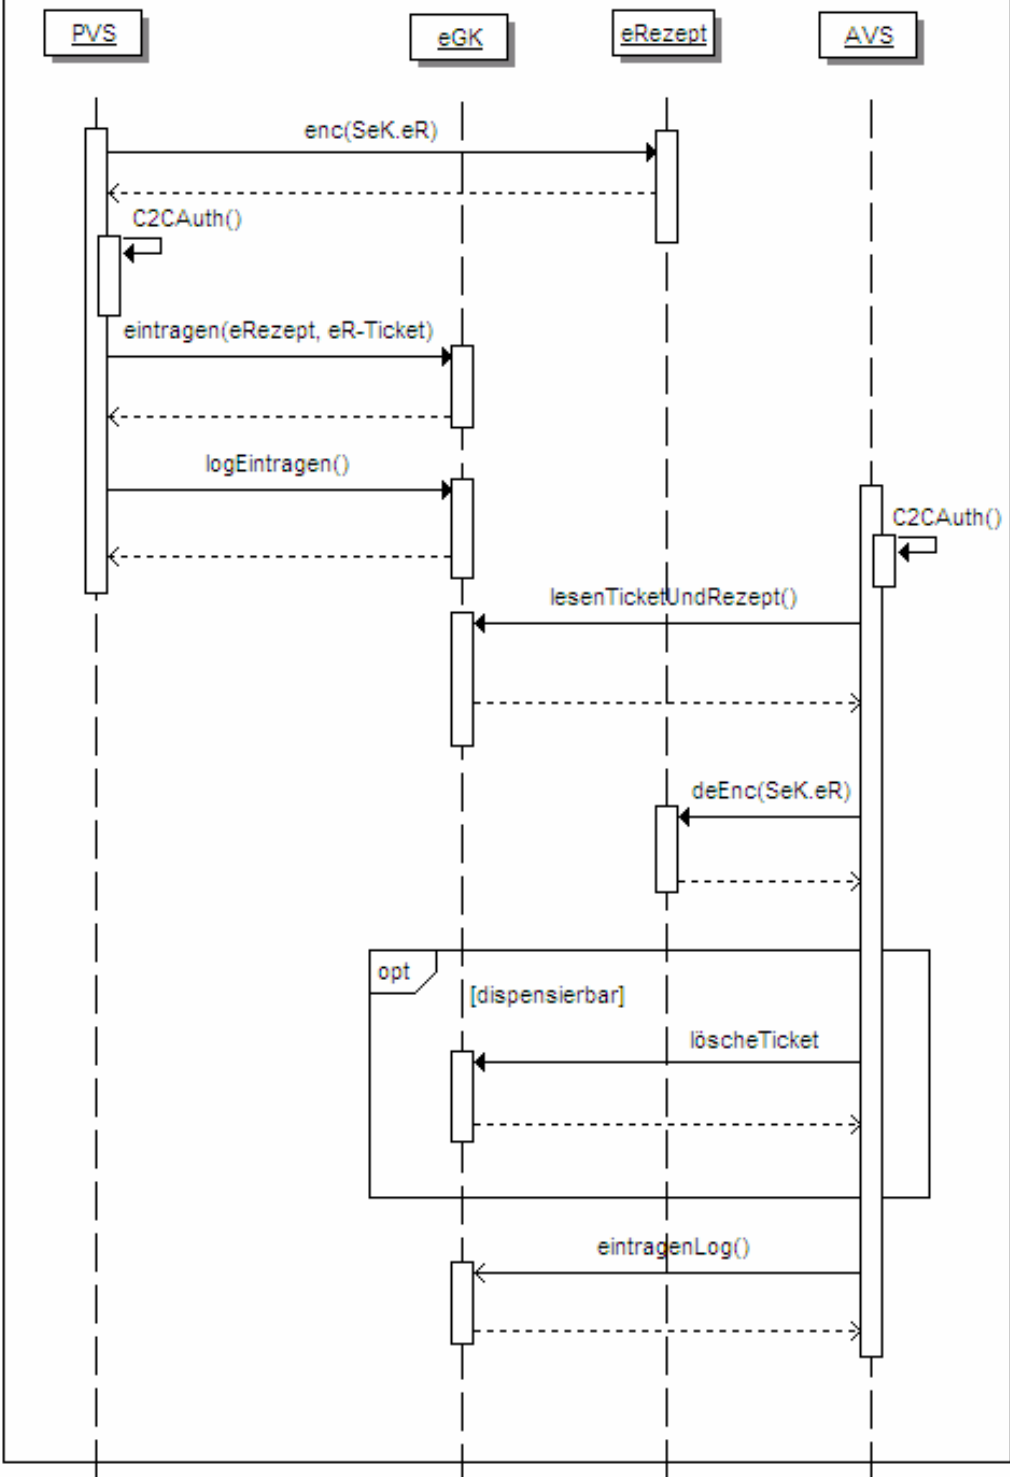 PVS
eGK
eRezept
AVS
enc(SeK.eR)
C2CAuth()
eintragen(eRezept, eR-Ticket)
logEintragen()
C2CAuth()
lesenTicketUndRezept()
deEnc(SeK.eR)
opt
[dispensierbar]
löscheTicket
eintragenLog()